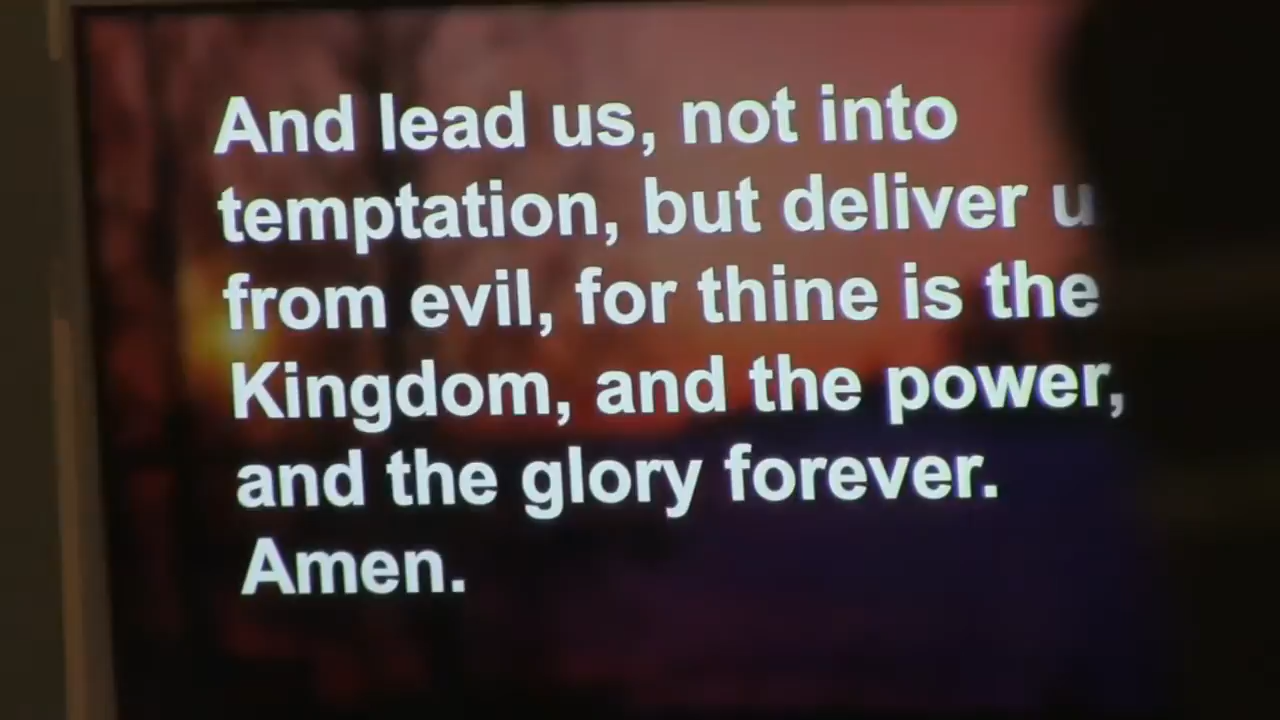 And lead us, not into
temptation, but deliver
from evil, for thine is the
Kingdom, and the power,
and the glory forever.
Amen.